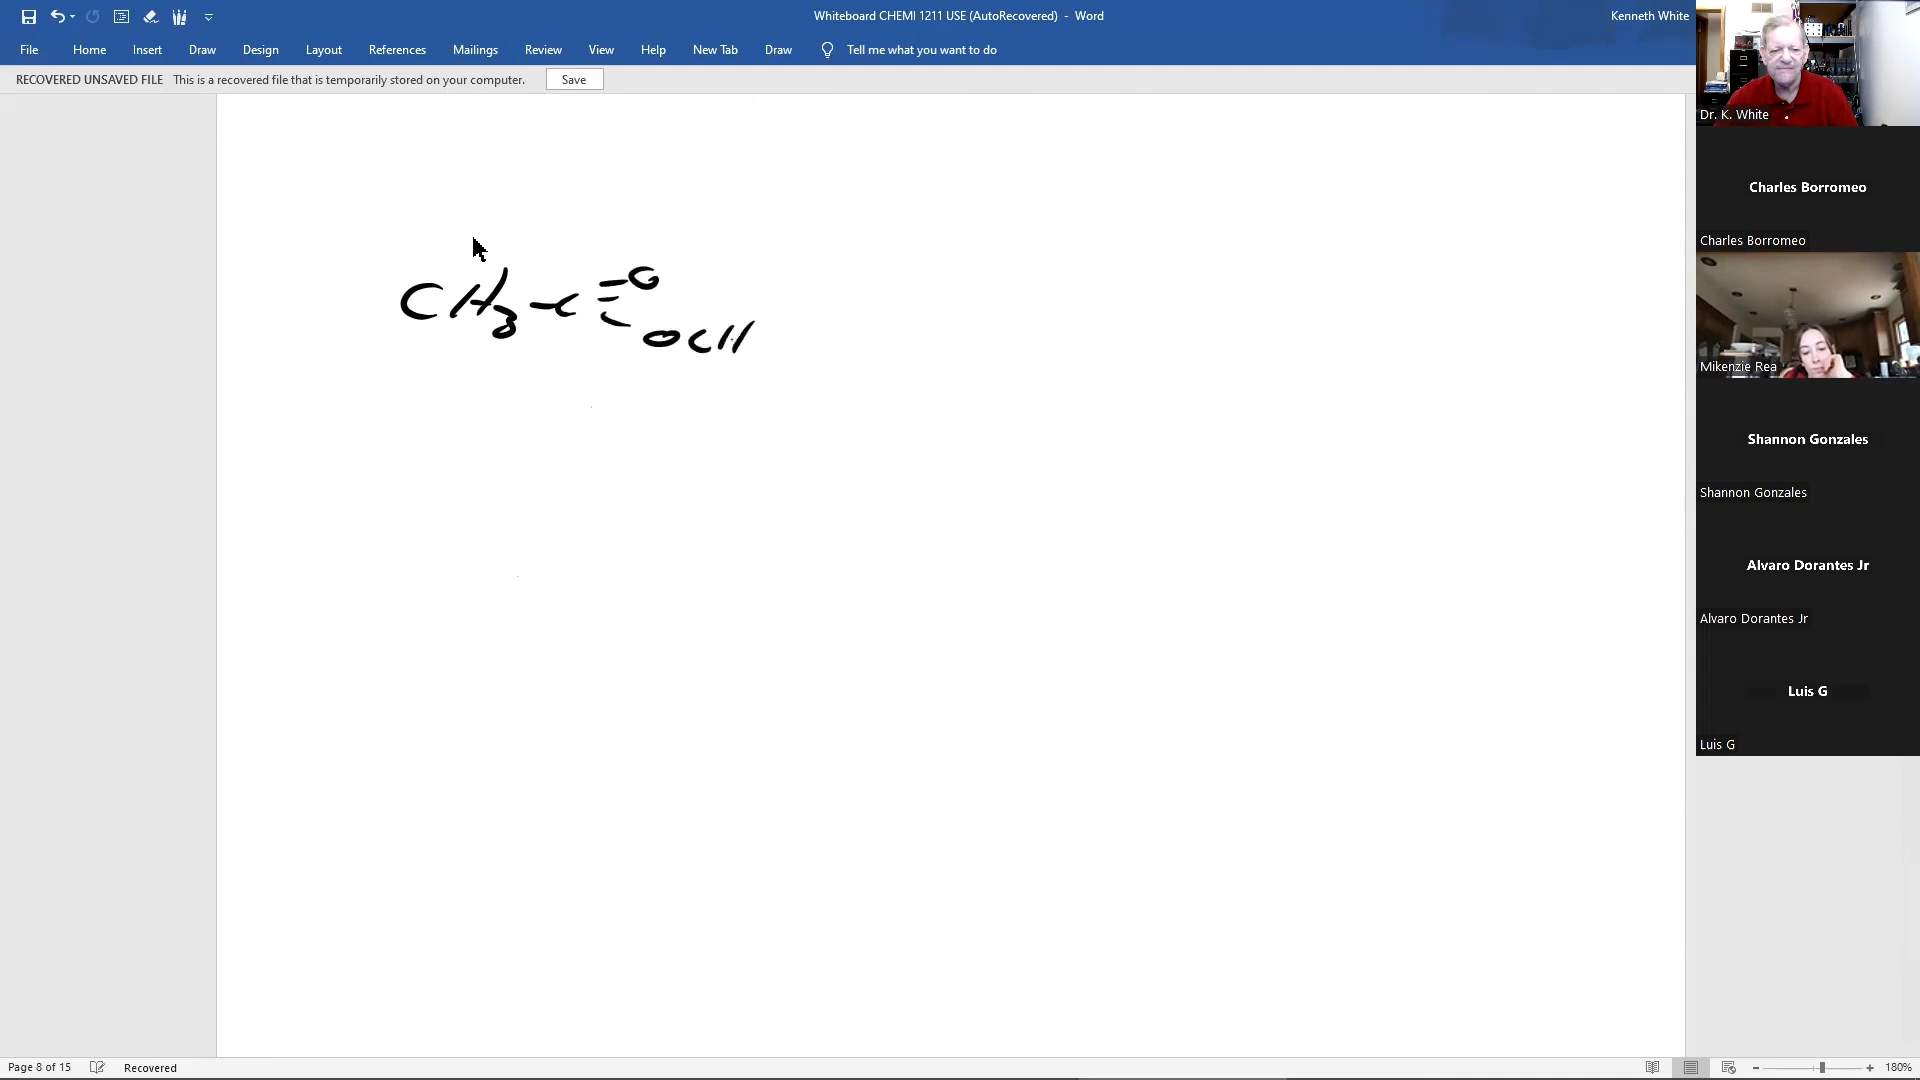 Whiteboard CHEMI 1211 USE (AutoRecovered) - Word
Kenneth White
File Home Insert Draw Design Layout References Mailings Review View Help New Tab Draw Tell me what you want to do
RECOVERED UNSAVED FILE This is a recovered file that is temporarily stored on your computer. Save
Dr. K. White
Charles Borromeo
Charles Borromeo
Mikenzie Rea
Shannon Gonzales
Shannon Gonzales
Alvaro Dorantes Jr
Alvaro Dorantes Jr
Luis G
Luis G
O
CH3-C
OCH
Page 8 of 15 Recovered
180%